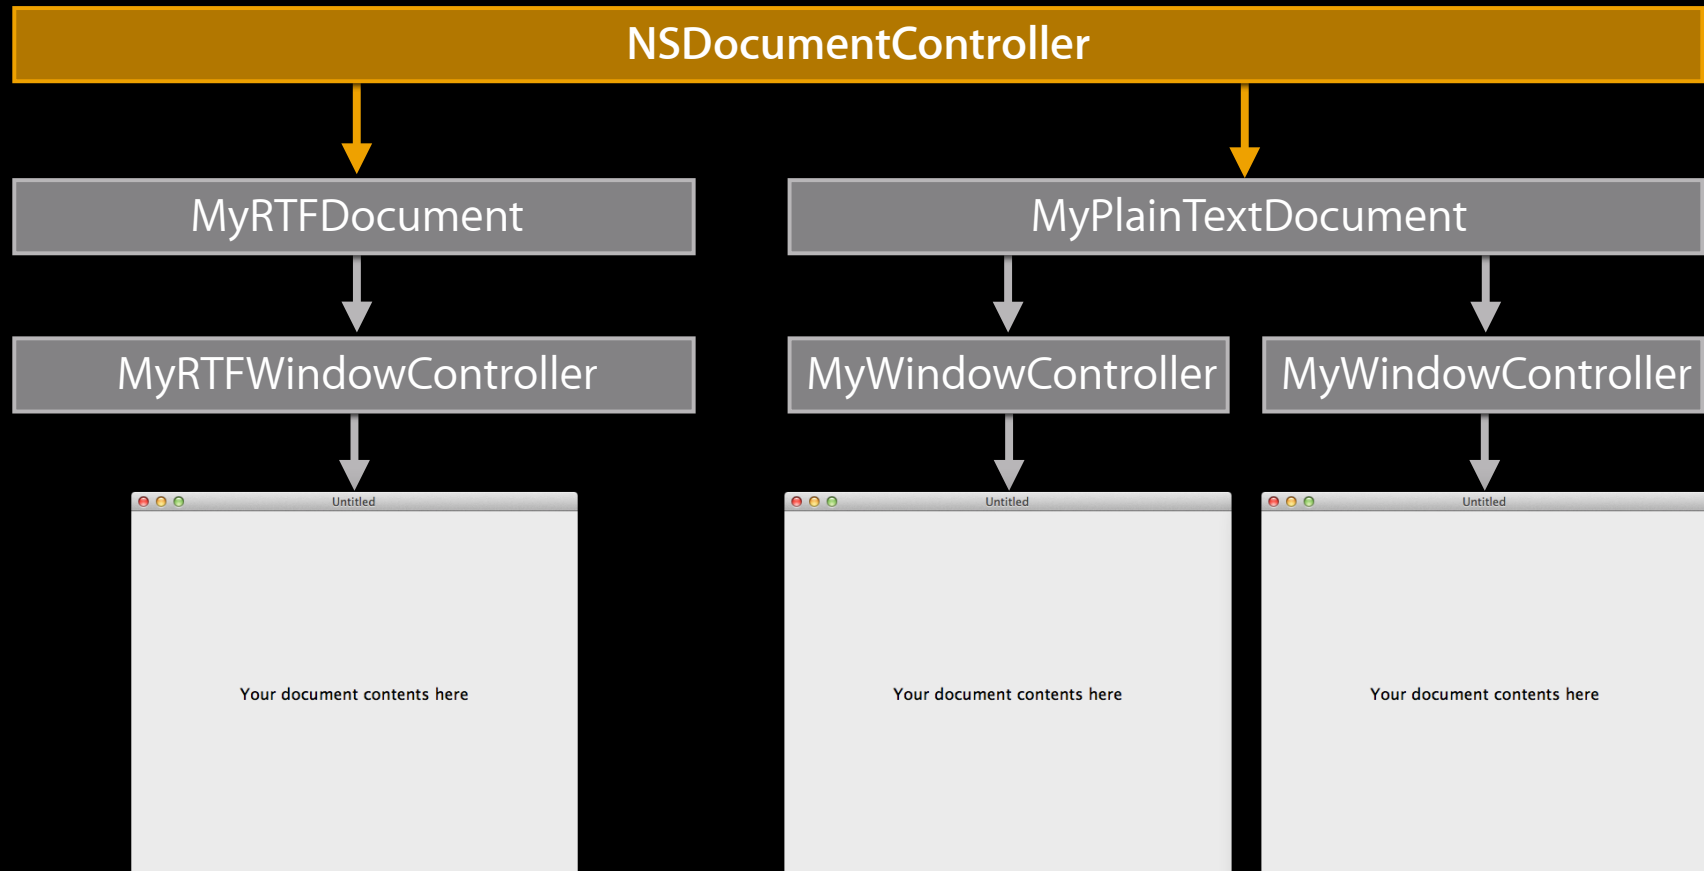 NSDocumentController
MyRTFDocument
MyPlainTextDocument
MyRTFWindowController
MyWindowController
MyWindowController
Untitled
Untitled
Untitled
Your document contents here
Your document contents here
Your document contents here